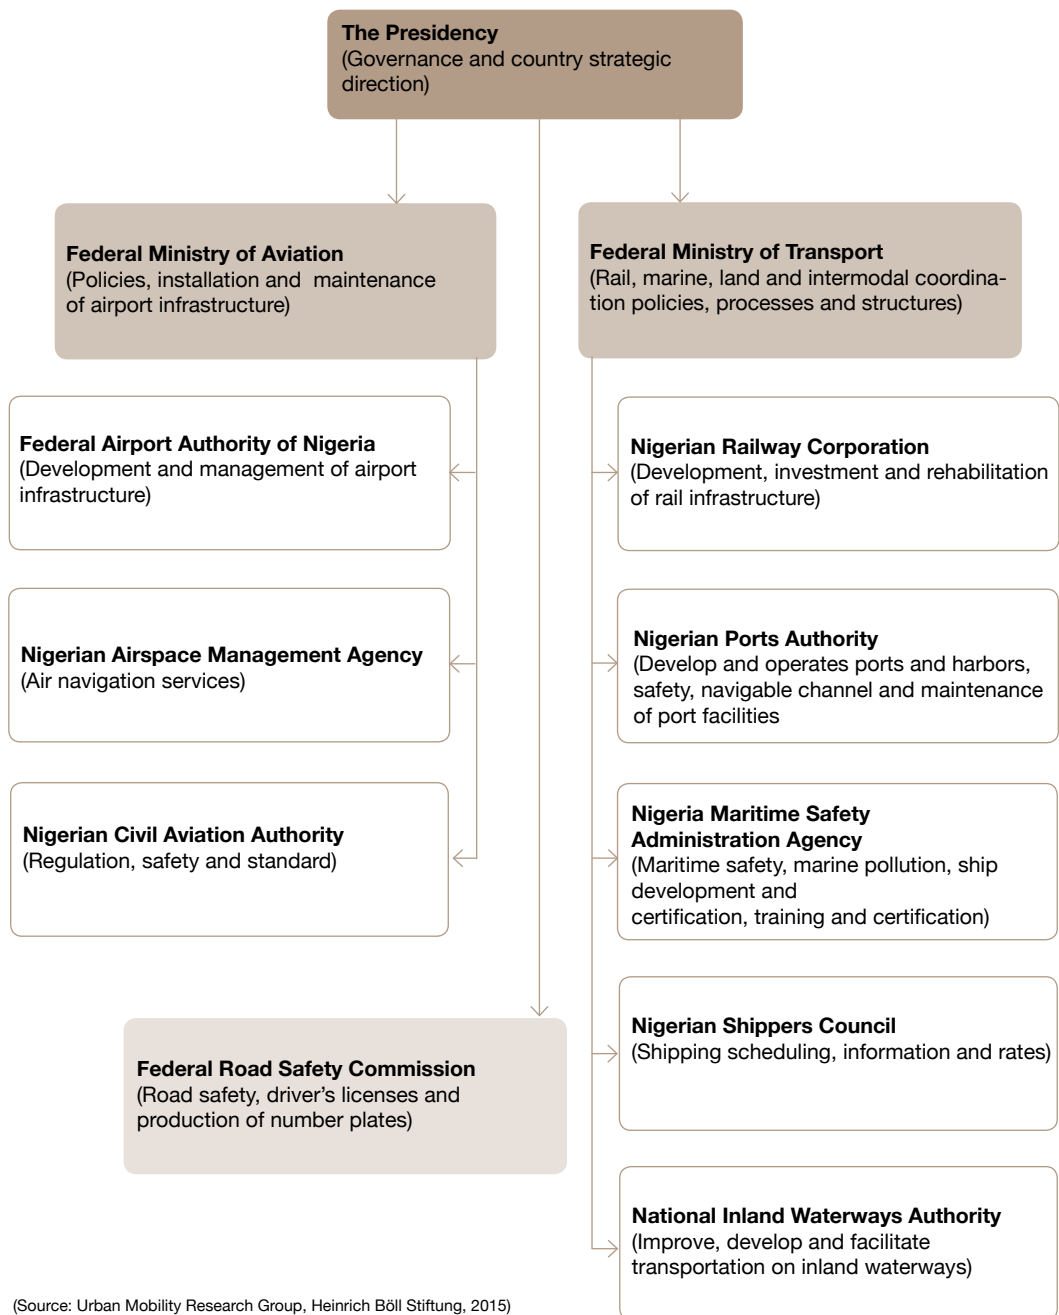 The Presidency
(Governance and country strategic
direction)
Federal Ministry of Aviation
(Policies, installation and  maintenance
of airport infrastructure)
Federal Ministry of Transport
(Rail, marine, land and intermodal coordina-
tion policies, processes and structures)
Federal Airport Authority of Nigeria
(Development and management of airport
infrastructure)
Nigerian Airspace Management Agency
(Air navigation services)
Nigerian Civil Aviation Authority
(Regulation, safety and standard)
Federal Road Safety Commission
(Road safety, driver’s licenses and
production of number plates)
Nigerian Railway Corporation
(Development, investment and rehabilitation
of rail infrastructure)
Nigerian Ports Authority
(Develop and operates ports and harbors,
safety, navigable channel and maintenance
of port facilities
Nigeria Maritime Safety
Administration Agency
(Maritime safety, marine pollution, ship
development and
certification, training and certification)
Nigerian Shippers Council
(Shipping scheduling, information and rates)
National Inland Waterways Authority
(Improve, develop and facilitate
transportation on inland waterways)
(Source: Urban Mobility Research Group, Heinrich Böll Stiftung, 2015)